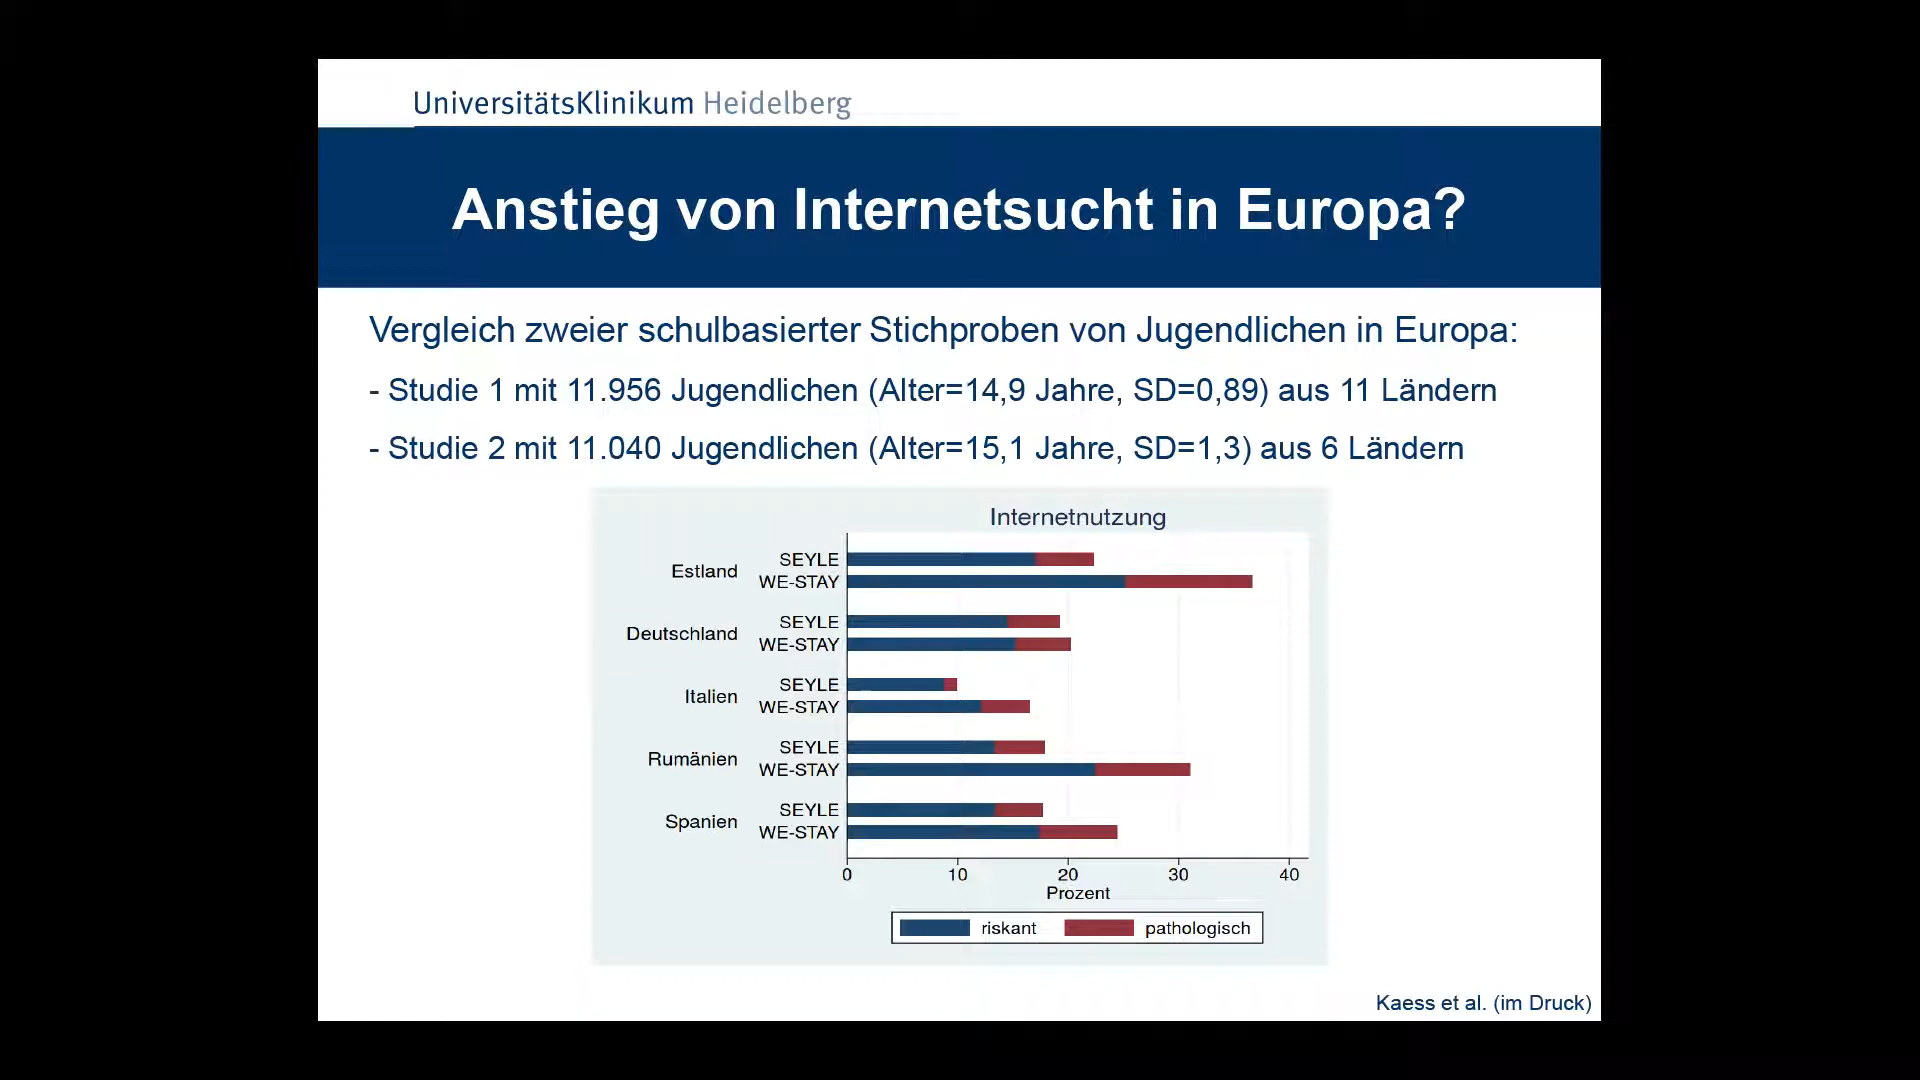 UniversitätsKlinikum Heidelberg
Anstieg von Internetsucht in Europa?
Vergleich zweier schulbasierter Stichproben von Jugendlichen in Europa:
- Studie 1 mit 11.956 Jugendlichen (Alter=14,9 Jahre, SD=0,89) aus 11 Ländern
- Studie 2 mit 11.040 Jugendlichen (Alter=15,1 Jahre, SD=1,3) aus 6 Ländern
Internetnutzung
Estland
SEYLE
WE-STAY
Deutschland
SEYLE
WE-STAY
Italien
SEYLE
WE-STAY
Rumänien
SEYLE
WE-STAY
Spanien
SEYLE
WE-STAY
0 10 20 30 40
Prozent
riskant pathologisch
Kaess et al. (im Druck)